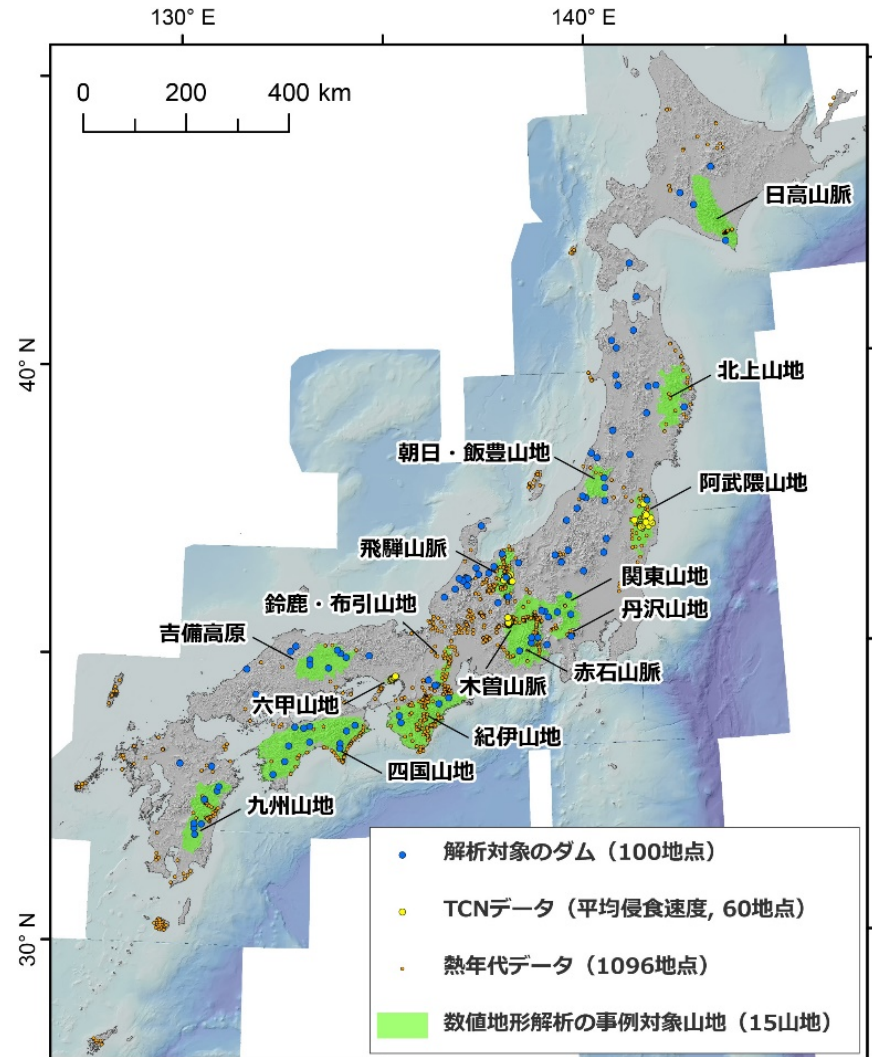 130° E
140° E
0 200 400 km
日高山脈
40° N
北上山地
朝日・飯豊山地
阿武隈山地
飛騨山脈
関東山地
鈴鹿・布引山地
丹沢山地
吉備高原
木曽山脈
赤石山脈
六甲山地
紀伊山地
四国山地
九州山地
解析対象のダム（100地点）
TCNデータ（平均侵食速度, 60地点）
30° N
熱年代データ（1096地点）
数値地形解析の事例対象山地（15山地）